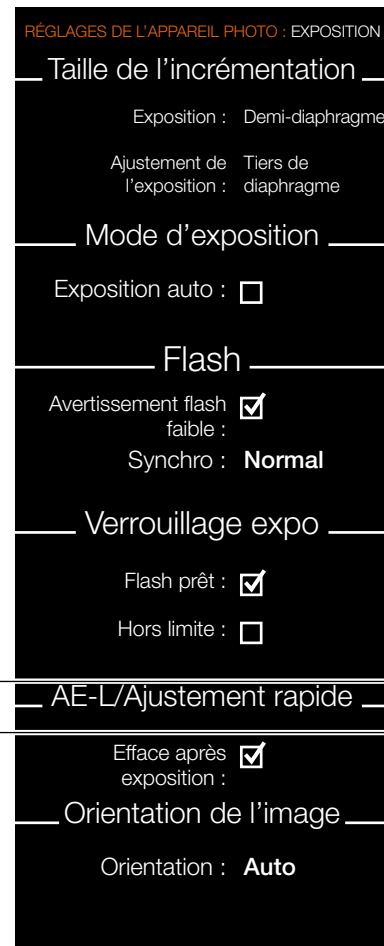 RÉGLAGES DE L'APPAREIL PHOTO : EXPOSITION
Taille de l'incrémentation
Exposition : Demi-diaphragme
Ajustement de Tiers de
l'exposition : diaphragme
Mode d'exposition
Exposition auto :
Flash
Avertissement flash
faible :
Synchro : Normal
Verrouillage expo
Flash prêt :
Hors limite :
AE-L/Ajustement rapide
Efface après
exposition :
Orientation de l'image
Orientation : Auto